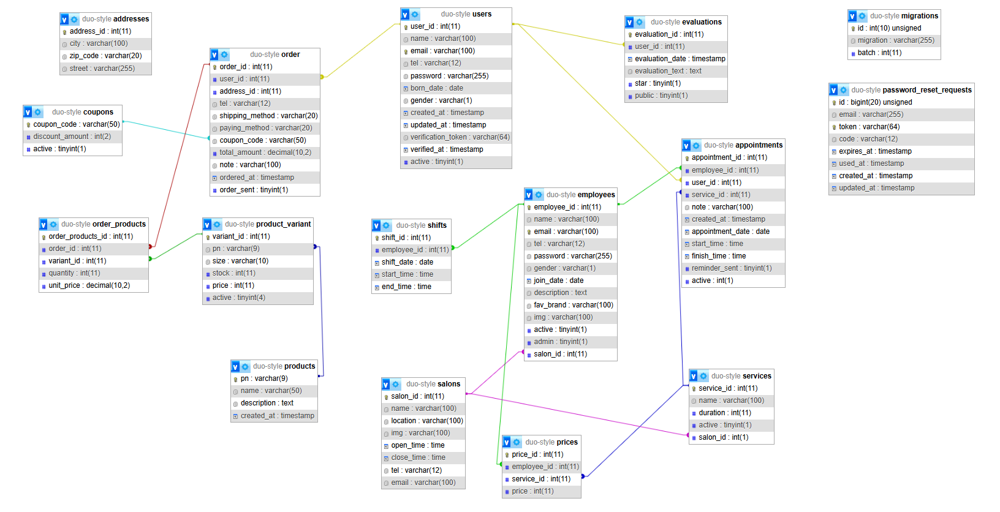 duo-style addresses
address_id : int(11)
city : varchar(100)
zip_code : varchar(20)
street : varchar(255)
duo-style order
order_id : int(11)
user_id : int(11)
address_id : int(11)
tel : varchar(12)
shipping_method : varchar(20)
paying_method : varchar(20)
coupon_code : varchar(50)
total_amount : decimal(10,2)
note : varchar(100)
ordered_at : timestamp
order_sent : tinyint(1)
duo-style coupons
coupon_code : varchar(50)
discount_amount : int(2)
active : tinyint(1)
duo-style users
user_id : int(11)
name : varchar(100)
email : varchar(100)
tel : varchar(12)
password : varchar(255)
born_date : date
gender : varchar(1)
created_at : timestamp
updated_at : timestamp
verification_token : varchar(64)
verified_at : timestamp
active : tinyint(1)
duo-style evaluations
evaluation_id : int(11)
user_id : int(11)
evaluation_date : timestamp
evaluation_text : text
star : tinyint(1)
public : tinyint(1)
duo-style migrations
id : int(10) unsigned
migration : varchar(255)
batch : int(11)
duo-style password_reset_requests
id : bigint(20) unsigned
email : varchar(255)
token : varchar(64)
code : varchar(12)
expires_at : timestamp
used_at : timestamp
created_at : timestamp
updated_at : timestamp
duo-style appointments
appointment_id : int(11)
employee_id : int(11)
user_id : int(11)
service_id : int(11)
note : varchar(100)
created_at : timestamp
appointment_date : date
start_time : time
finish_time : time
reminder_sent : tinyint(1)
active : int(1)
duo-style order_products
order_products_id : int(11)
order_id : int(11)
variant_id : int(11)
quantity : int(11)
unit_price : decimal(10,2)
duo-style product_variant
variant_id : int(11)
pn : varchar(9)
size : varchar(10)
stock : int(11)
price : int(11)
active : tinyint(4)
duo-style shifts
shift_id : int(11)
employee_id : int(11)
shift_date : date
start_time : time
end_time : time
duo-style employees
employee_id : int(11)
name : varchar(100)
email : varchar(100)
tel : varchar(12)
password : varchar(255)
gender : varchar(1)
join_date : date
description : text
fav_brand : varchar(100)
img : varchar(100)
active : tinyint(1)
admin : tinyint(1)
salon_id : int(11)
duo-style products
pn : varchar(9)
name : varchar(50)
description : text
created_at : timestamp
duo-style salons
salon_id : int(11)
name : varchar(100)
location : varchar(100)
img : varchar(100)
open_time : time
close_time : time
tel : varchar(12)
email : varchar(100)
duo-style prices
price_id : int(11)
employee_id : int(11)
service_id : int(11)
price : int(11)
duo-style services
service_id : int(11)
name : varchar(100)
duration : int(11)
active : tinyint(1)
salon_id : int(1)